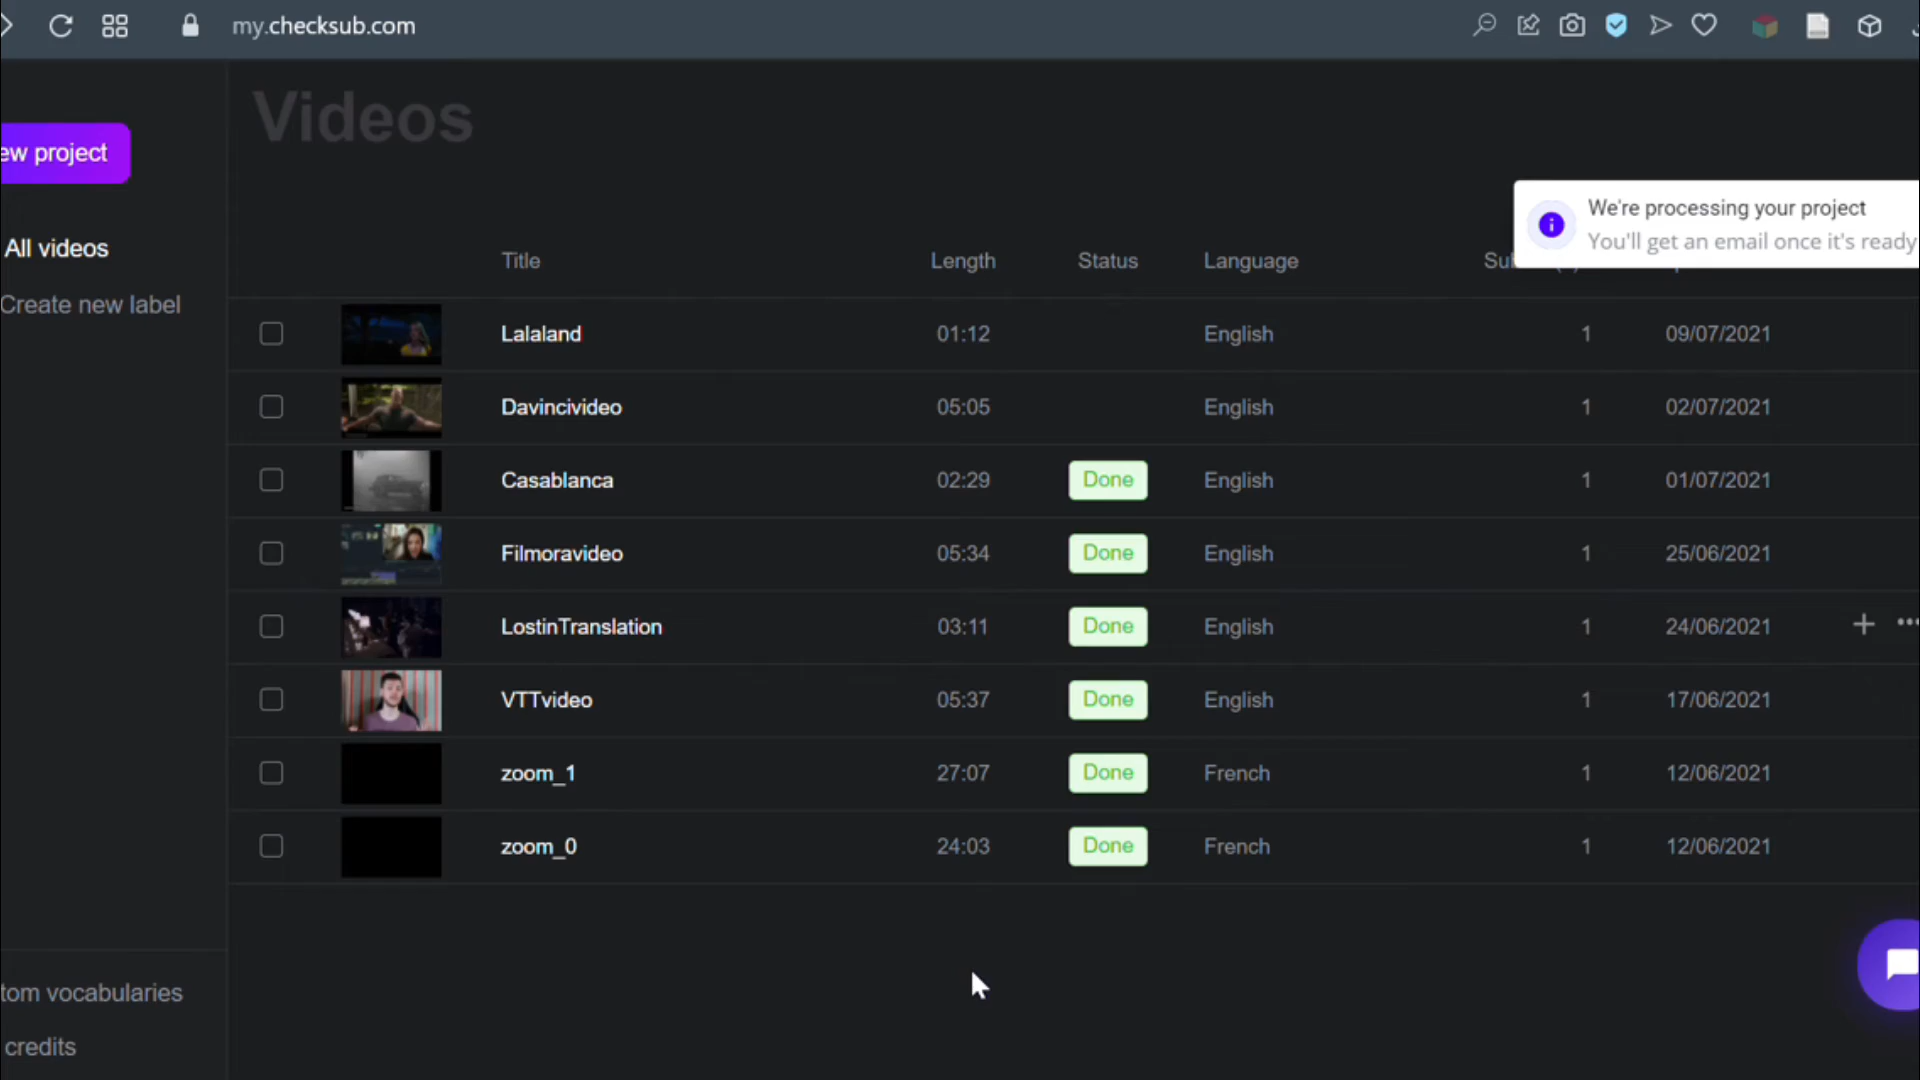 my.checksub.com
Videos
ew project
We're processing your project
You'll get an email once it's ready
All videos
Title Length Status Language
Create new label
Lalaland 01:12 English 1 09/07/2021
Davincivideo 05:05 English 1 02/07/2021
Casablanca 02:29 Done English 1 01/07/2021
Filmoravideo 05:34 Done English 1 25/06/2021
LostinTranslation 03:11 Done English 1 24/06/2021
VTTvideo 05:37 Done English 1 17/06/2021
zoom_1 27:07 Done French 1 12/06/2021
zoom_0 24:03 Done French 1 12/06/2021
tom vocabularies
credits